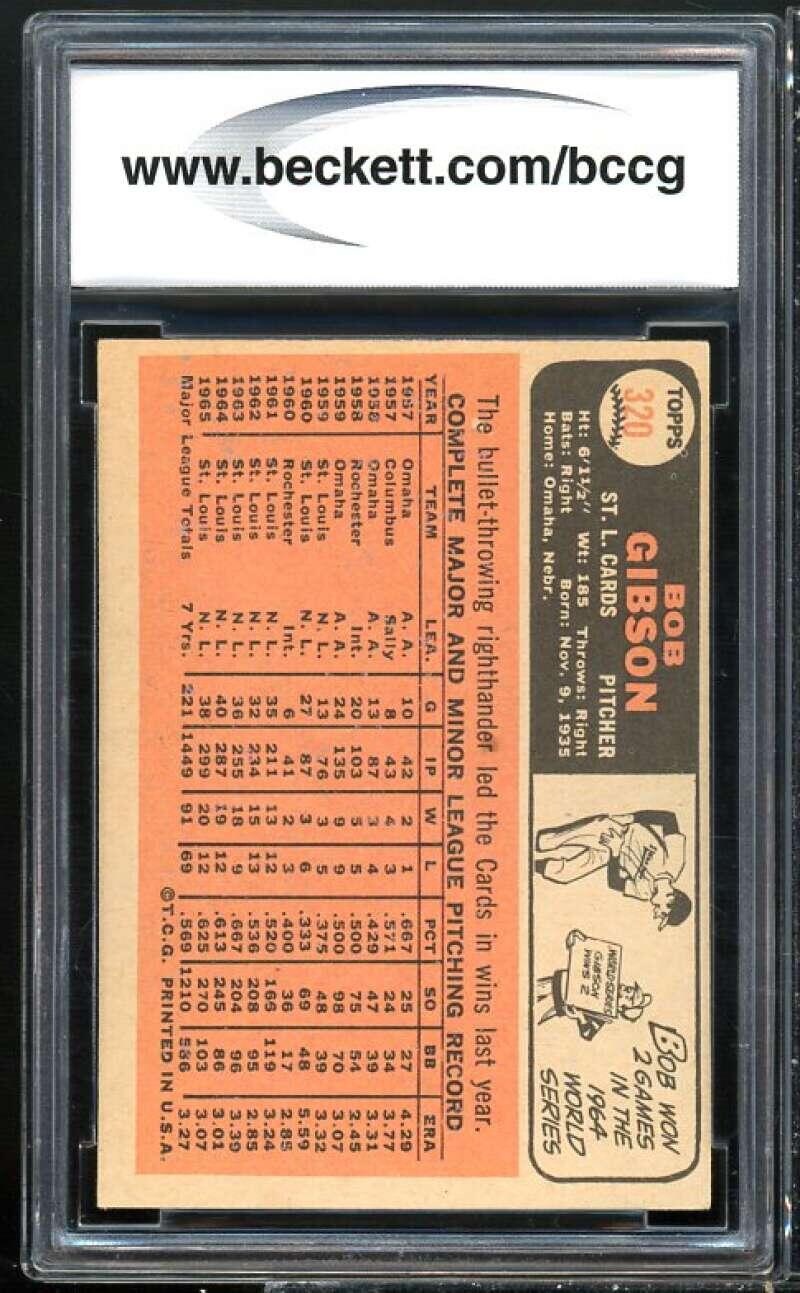 www.beckett.com/bccg
TOPPS
320
BOB
GIBSON
ST. L. CARDS PITCHER
Ht: 6'1½" Wt: 185 Throws: Right
Bats: Right Born: Nov. 9, 1935
Home: Omaha, Nebr.
WORLD SERIES
GIBSON
WINS 2
BOB WON
2 GAMES
IN THE
1964
WORLD
SERIES
The bullet-throwing righthander led the Cards in wins last year.
COMPLETE MAJOR AND MINOR LEAGUE PITCHING RECORD
YEAR TEAM LEA. G IP W L PCT SO BB ERA
1957 Omaha A. A. 10 42 2 1 .667 25 27 4.29
1957 Columbus Sally 8 43 4 3 .571 24 34 3.77
1958 Omaha A. A. 13 87 3 4 .429 47 39 3.31
1958 Rochester Int. 20 103 5 5 .500 75 54 2.45
1959 Omaha A. A. 24 135 9 9 .500 98 70 3.07
1959 St. Louis N. L. 13 76 3 5 .375 48 39 3.32
1960 St. Louis N. L. 27 87 3 6 .333 69 48 5.59
1960 Rochester Int. 6 41 2 3 .400 36 17 2.85
1961 St. Louis N. L. 35 211 13 12 .520 166 119 3.24
1962 St. Louis N. L. 32 234 15 13 .536 208 95 2.85
1963 St. Louis N. L. 36 255 18 9 .667 204 96 3.39
1964 St. Louis N. L. 40 287 19 12 .613 245 86 3.01
1965 St. Louis N. L. 38 299 20 12 .625 270 103 3.07
Major League Totals 7 Yrs. 221 1449 91 69 .569 1210 586 3.27
©T.C.G. PRINTED IN U.S.A.